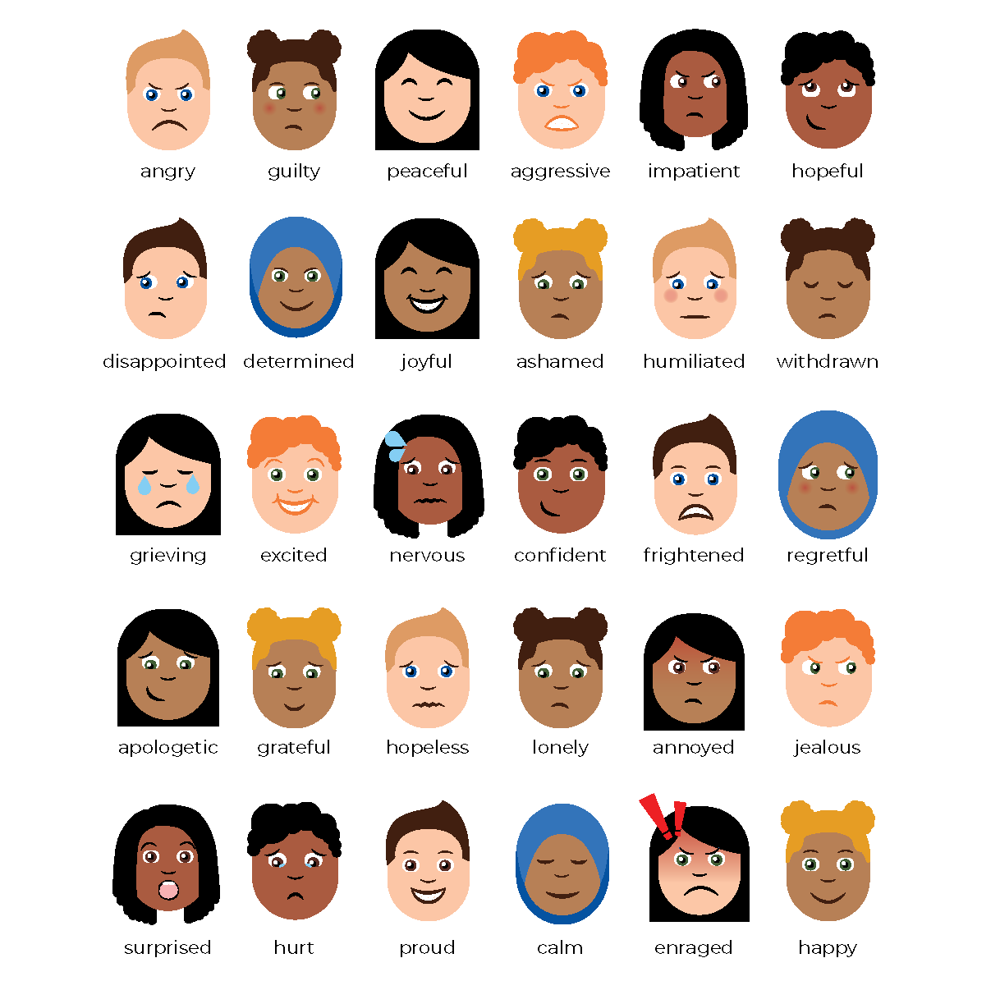 angry guilty peaceful aggressive impatient hopeful
disappointed determined joyful ashamed humiliated withdrawn
grieving excited nervous confident frightened regretful
apologetic grateful hopeless lonely annoyed jealous
surprised hurt proud calm enraged happy